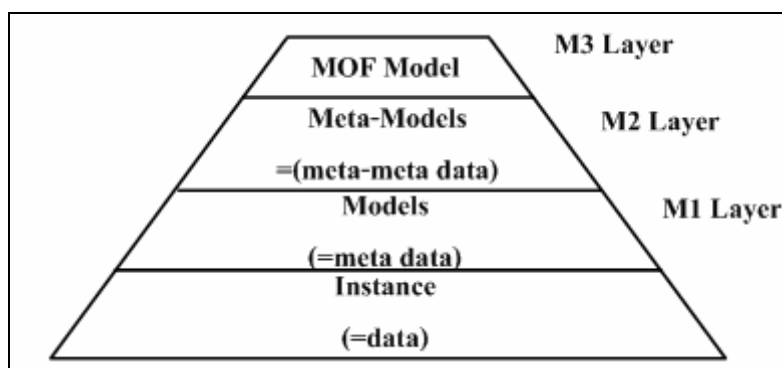 M3 Layer
MOF Model
Meta-Models
M2 Layer
=(meta-meta data)
Models
M1 Layer
(=meta data)
Instance
(=data)